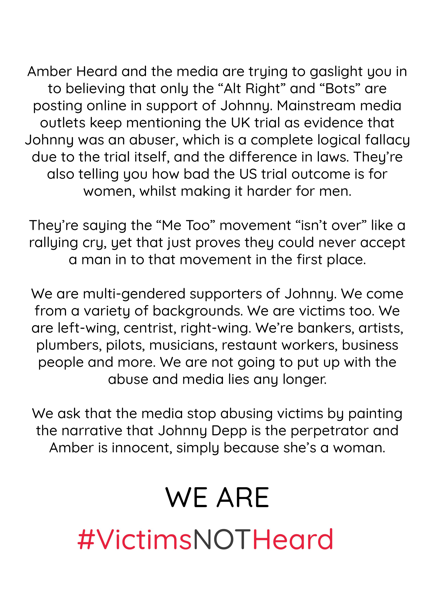 Amber Heard and the media are trying to gaslight you in
to believing that only the “Alt Right” and “Bots” are
posting online in support of Johnny. Mainstream media
outlets keep mentioning the UK trial as evidence that
Johnny was an abuser, which is a complete logical fallacy
due to the trial itself, and the difference in laws. They’re
also telling you how bad the US trial outcome is for
women, whilst making it harder for men.
They’re saying the “Me Too” movement “isn’t over” like a
rallying cry, yet that just proves they could never accept
a man in to that movement in the first place.
We are multi-gendered supporters of Johnny. We come
from a variety of backgrounds. We are victims too. We
are left-wing, centrist, right-wing. We’re bankers, artists,
plumbers, pilots, musicians, restaunt workers, business
people and more. We are not going to put up with the
abuse and media lies any longer.
We ask that the media stop abusing victims by painting
the narrative that Johnny Depp is the perpetrator and
Amber is innocent, simply because she’s a woman.
WE ARE
#VictimsNOTHeard